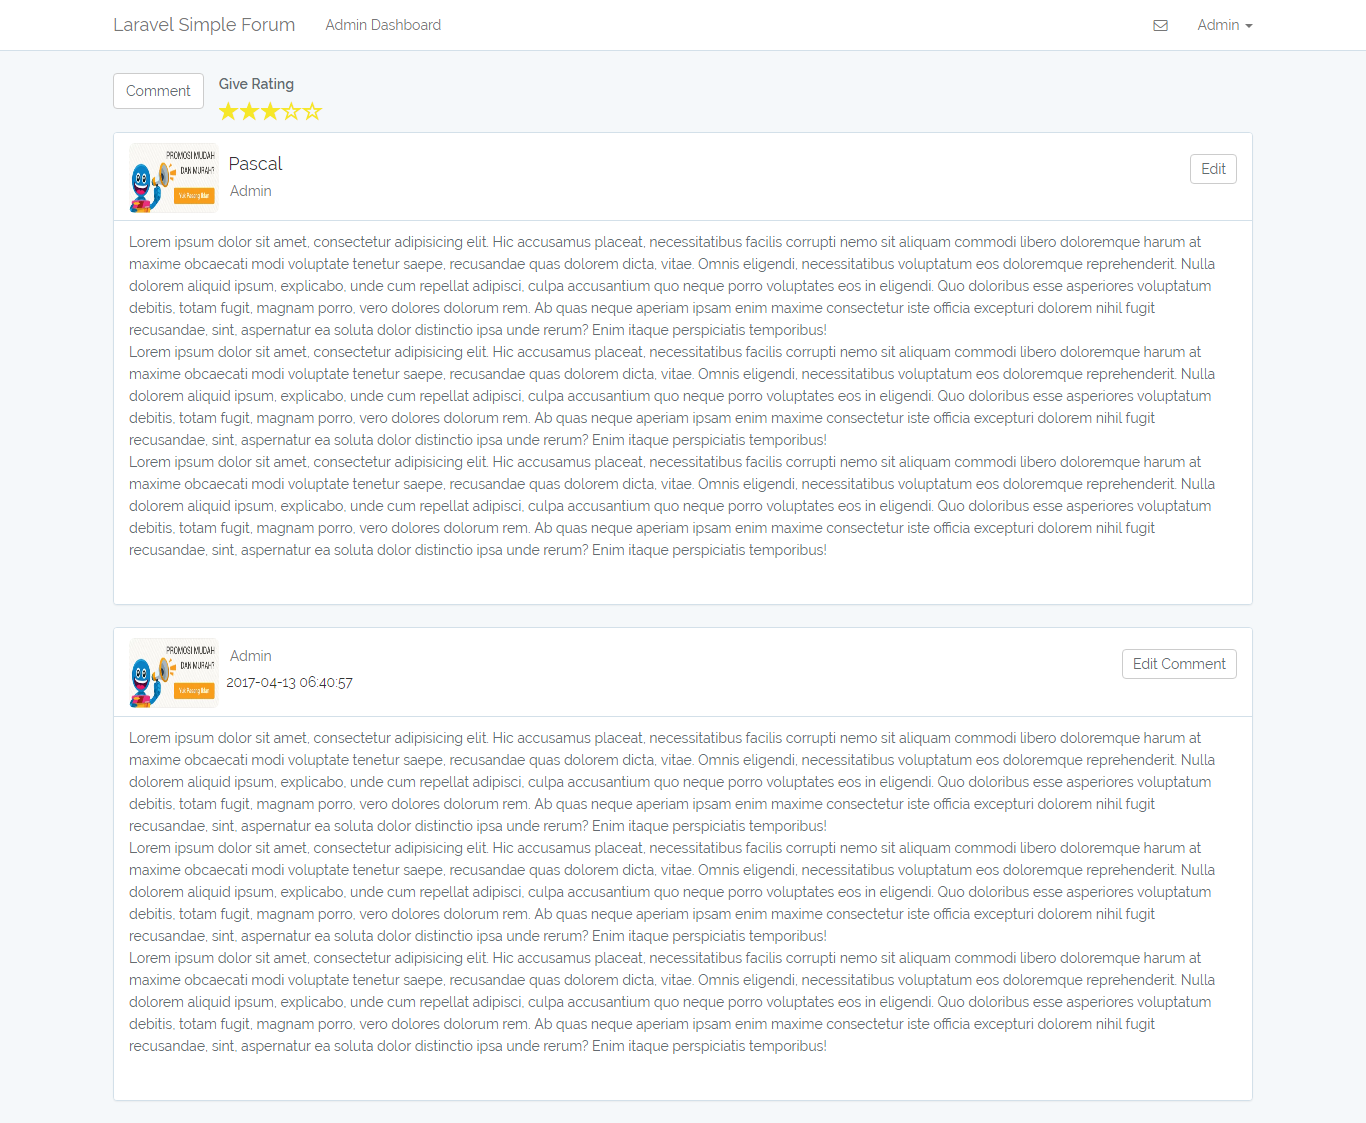 Laravel Simple Forum Admin Dashboard Admin
Comment
Give Rating
PROMOSI MUDAH
DAN MURAH?
Yuk Pasang Iklan
Pascal
Admin
Edit
Lorem ipsum dolor sit amet, consectetur adipisicing elit. Hic accusamus placeat, necessitatibus facilis corrupti nemo sit aliquam commodi libero doloremque harum at
maxime obcaecati modi voluptate tenetur saepe, recusandae quas dolorem dicta, vitae. Omnis eligendi, necessitatibus voluptatum eos doloremque reprehenderit. Nulla
dolorem aliquid ipsum, explicabo, unde cum repellat adipisci, culpa accusantium quo neque porro voluptates eos in eligendi. Quo doloribus esse asperiores voluptatum
debitis, totam fugit, magnam porro, vero dolores dolorum rem. Ab quas neque aperiam ipsam enim maxime consectetur iste officia excepturi dolorem nihil fugit
recusandae, sint, aspernatur ea soluta dolor distinctio ipsa unde rerum? Enim itaque perspiciatis temporibus!
Lorem ipsum dolor sit amet, consectetur adipisicing elit. Hic accusamus placeat, necessitatibus facilis corrupti nemo sit aliquam commodi libero doloremque harum at
maxime obcaecati modi voluptate tenetur saepe, recusandae quas dolorem dicta, vitae. Omnis eligendi, necessitatibus voluptatum eos doloremque reprehenderit. Nulla
dolorem aliquid ipsum, explicabo, unde cum repellat adipisci, culpa accusantium quo neque porro voluptates eos in eligendi. Quo doloribus esse asperiores voluptatum
debitis, totam fugit, magnam porro, vero dolores dolorum rem. Ab quas neque aperiam ipsam enim maxime consectetur iste officia excepturi dolorem nihil fugit
recusandae, sint, aspernatur ea soluta dolor distinctio ipsa unde rerum? Enim itaque perspiciatis temporibus!
Lorem ipsum dolor sit amet, consectetur adipisicing elit. Hic accusamus placeat, necessitatibus facilis corrupti nemo sit aliquam commodi libero doloremque harum at
maxime obcaecati modi voluptate tenetur saepe, recusandae quas dolorem dicta, vitae. Omnis eligendi, necessitatibus voluptatum eos doloremque reprehenderit. Nulla
dolorem aliquid ipsum, explicabo, unde cum repellat adipisci, culpa accusantium quo neque porro voluptates eos in eligendi. Quo doloribus esse asperiores voluptatum
debitis, totam fugit, magnam porro, vero dolores dolorum rem. Ab quas neque aperiam ipsam enim maxime consectetur iste officia excepturi dolorem nihil fugit
recusandae, sint, aspernatur ea soluta dolor distinctio ipsa unde rerum? Enim itaque perspiciatis temporibus!
PROMOSI MUDAH
DAN MURAH?
Yuk Pasang Iklan
Admin
2017-04-13 06:40:57
Edit Comment
Lorem ipsum dolor sit amet, consectetur adipisicing elit. Hic accusamus placeat, necessitatibus facilis corrupti nemo sit aliquam commodi libero doloremque harum at
maxime obcaecati modi voluptate tenetur saepe, recusandae quas dolorem dicta, vitae. Omnis eligendi, necessitatibus voluptatum eos doloremque reprehenderit. Nulla
dolorem aliquid ipsum, explicabo, unde cum repellat adipisci, culpa accusantium quo neque porro voluptates eos in eligendi. Quo doloribus esse asperiores voluptatum
debitis, totam fugit, magnam porro, vero dolores dolorum rem. Ab quas neque aperiam ipsam enim maxime consectetur iste officia excepturi dolorem nihil fugit
recusandae, sint, aspernatur ea soluta dolor distinctio ipsa unde rerum? Enim itaque perspiciatis temporibus!
Lorem ipsum dolor sit amet, consectetur adipisicing elit. Hic accusamus placeat, necessitatibus facilis corrupti nemo sit aliquam commodi libero doloremque harum at
maxime obcaecati modi voluptate tenetur saepe, recusandae quas dolorem dicta, vitae. Omnis eligendi, necessitatibus voluptatum eos doloremque reprehenderit. Nulla
dolorem aliquid ipsum, explicabo, unde cum repellat adipisci, culpa accusantium quo neque porro voluptates eos in eligendi. Quo doloribus esse asperiores voluptatum
debitis, totam fugit, magnam porro, vero dolores dolorum rem. Ab quas neque aperiam ipsam enim maxime consectetur iste officia excepturi dolorem nihil fugit
recusandae, sint, aspernatur ea soluta dolor distinctio ipsa unde rerum? Enim itaque perspiciatis temporibus!
Lorem ipsum dolor sit amet, consectetur adipisicing elit. Hic accusamus placeat, necessitatibus facilis corrupti nemo sit aliquam commodi libero doloremque harum at
maxime obcaecati modi voluptate tenetur saepe, recusandae quas dolorem dicta, vitae. Omnis eligendi, necessitatibus voluptatum eos doloremque reprehenderit. Nulla
dolorem aliquid ipsum, explicabo, unde cum repellat adipisci, culpa accusantium quo neque porro voluptates eos in eligendi. Quo doloribus esse asperiores voluptatum
debitis, totam fugit, magnam porro, vero dolores dolorum rem. Ab quas neque aperiam ipsam enim maxime consectetur iste officia excepturi dolorem nihil fugit
recusandae, sint, aspernatur ea soluta dolor distinctio ipsa unde rerum? Enim itaque perspiciatis temporibus!